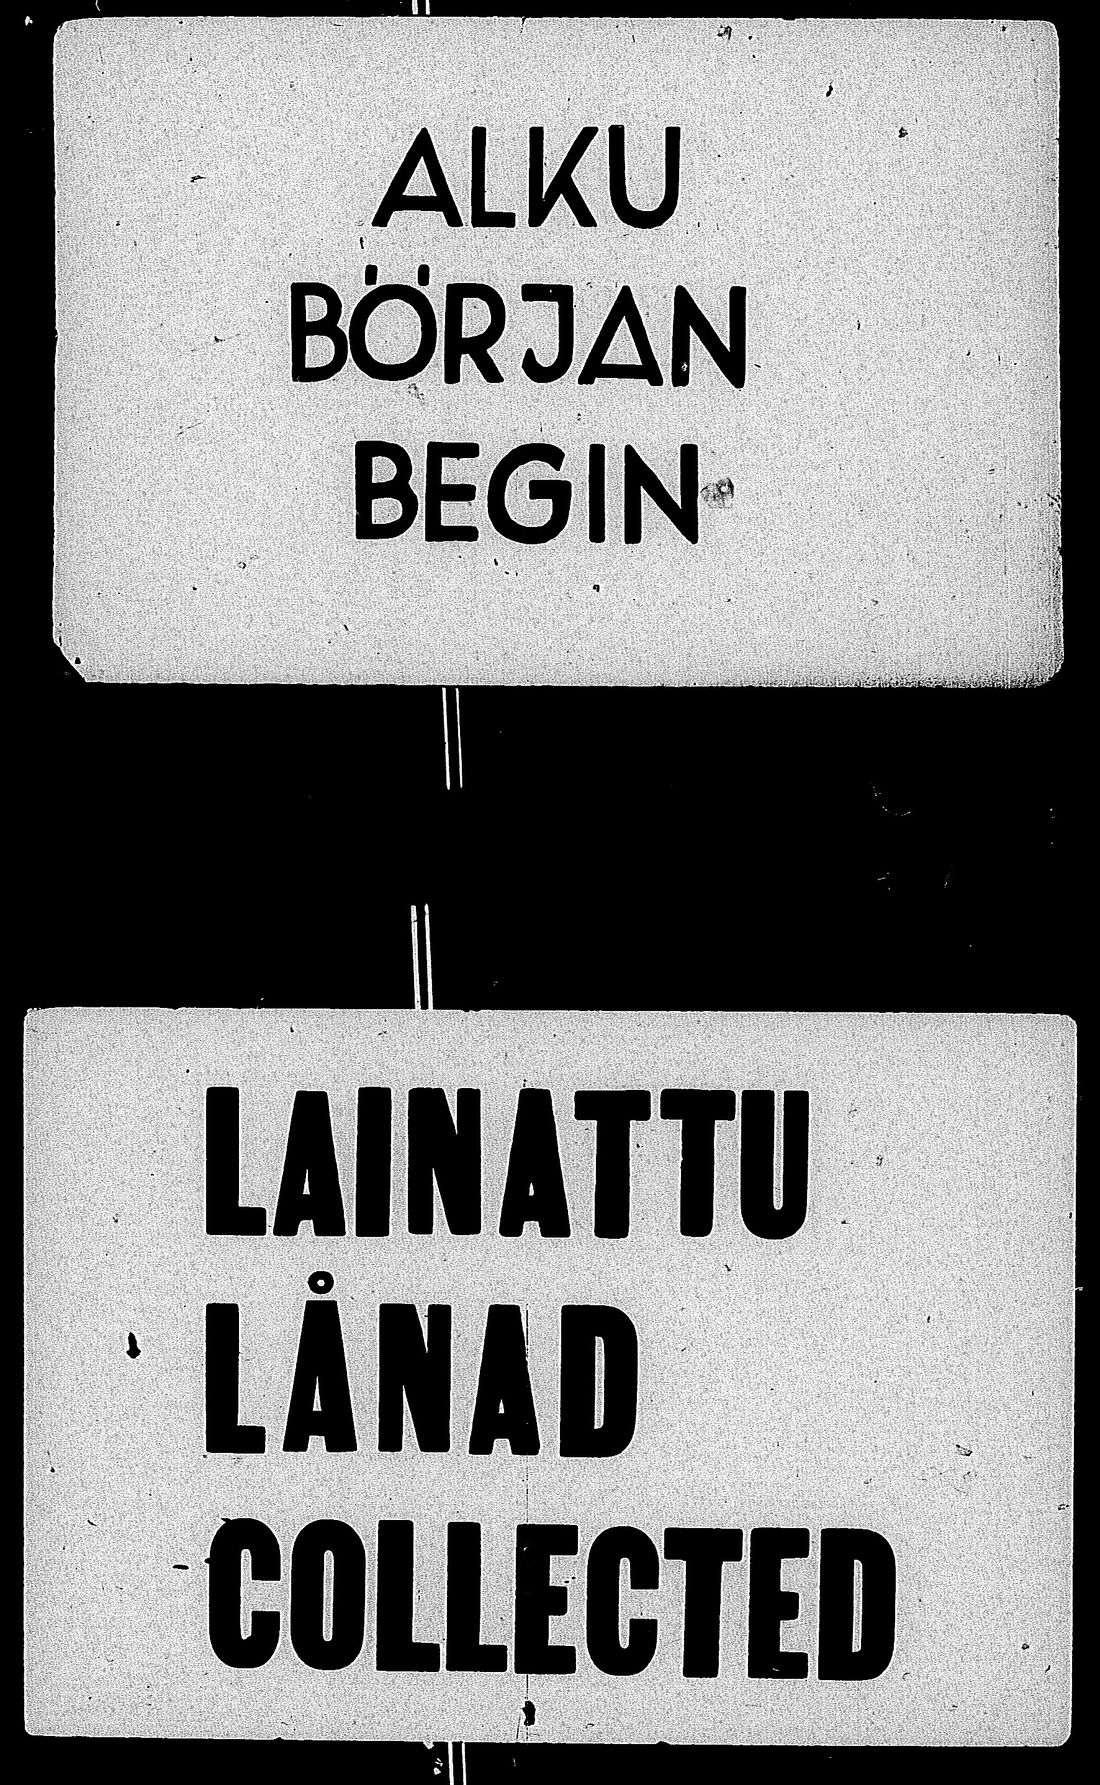 ALKU
BÖRJAN
BEGIN
LAINATTU
LÅNAD
COLLECTED